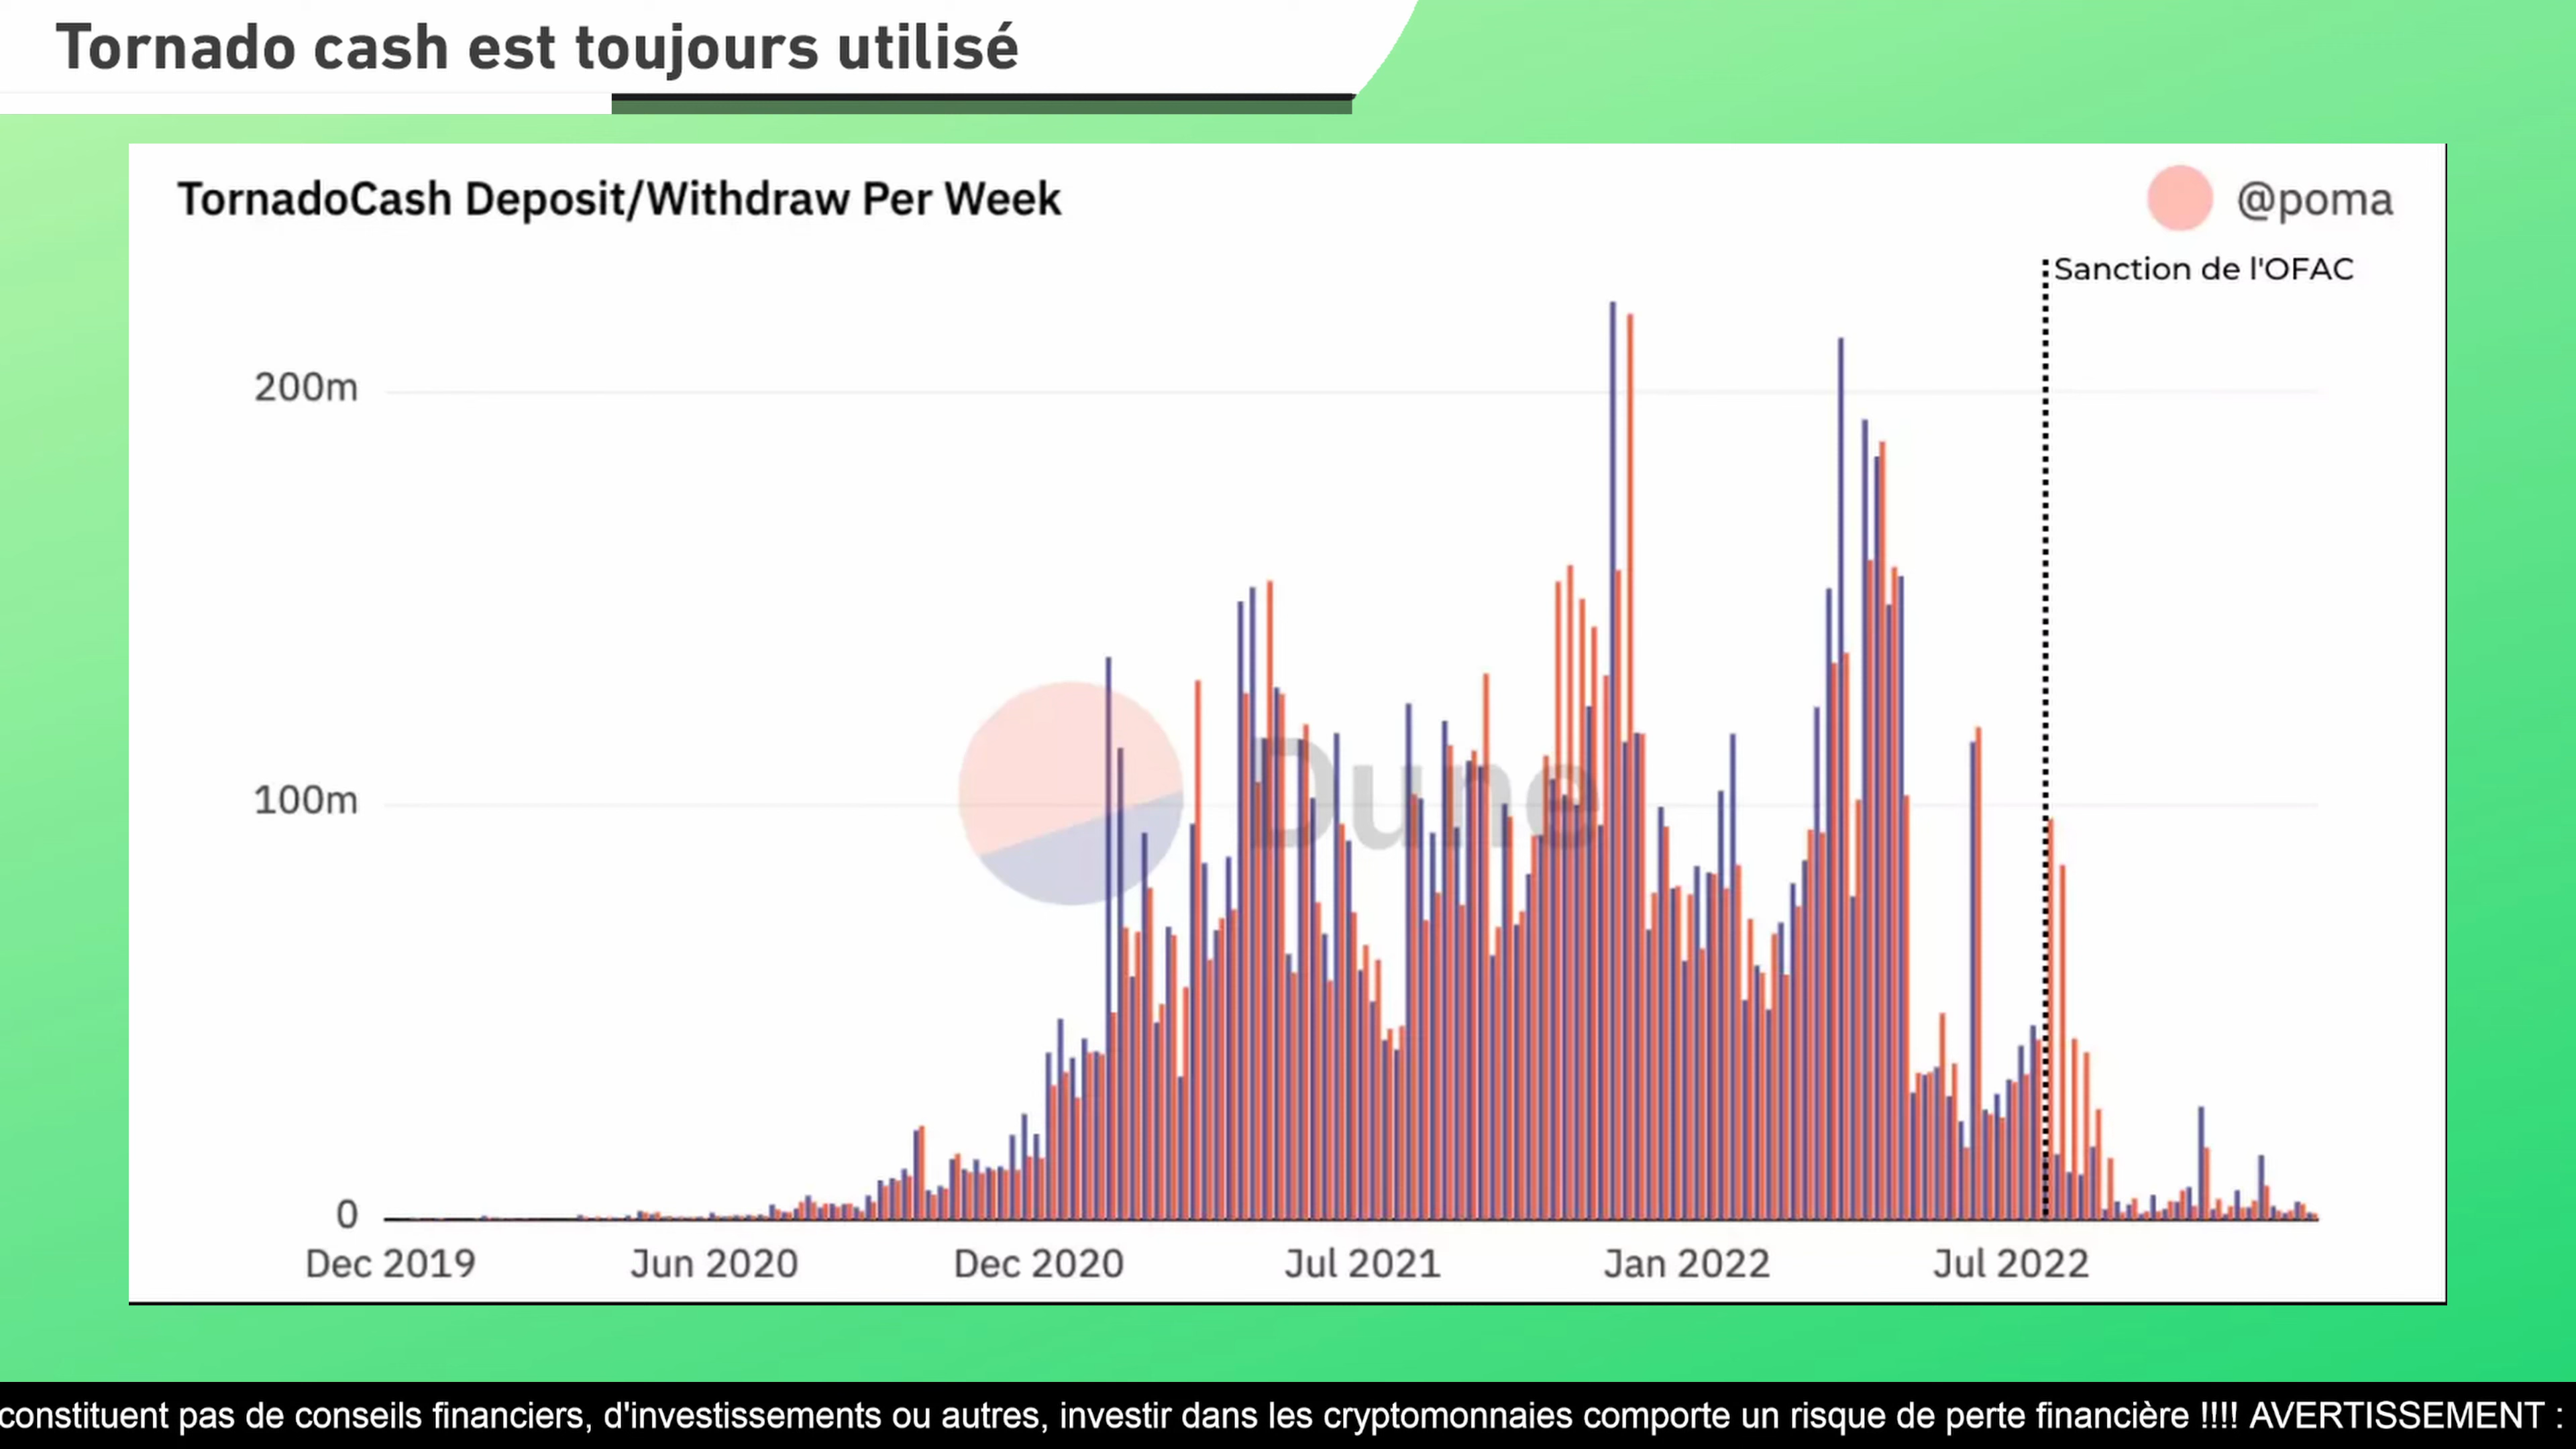 Tornado cash est toujours utilisé
TornadoCash Deposit/Withdraw Per Week
@poma
Sanction de l'OFAC
200m
Dune
100m
0
Dec 2019 Jun 2020 Dec 2020 Jul 2021 Jan 2022 Jul 2022
constituent pas de conseils financiers, d'investissements ou autres, investir dans les cryptomonnaies comporte un risque de perte financière !!!! AVERTISSEMENT :